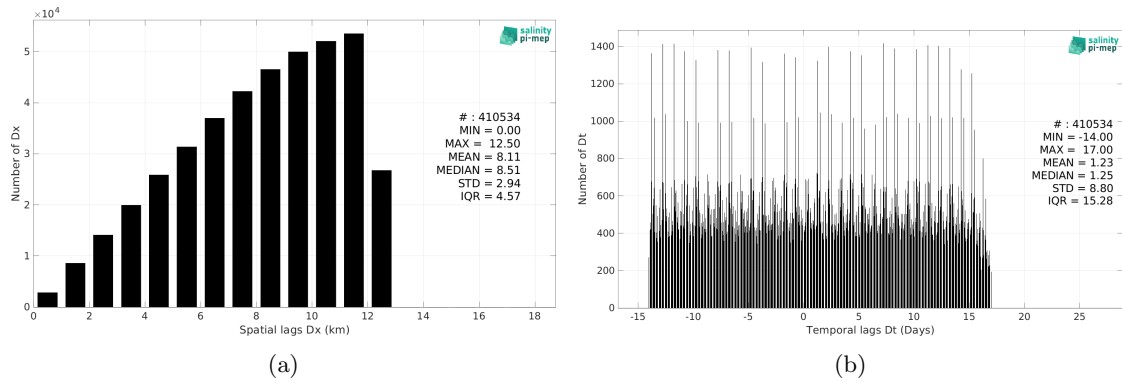 ×10⁴
5
4
3
2
1
0
Number of Dx
0 2 4 6 8 10 12 14 16 18
Spatial lags Dx (km)
salinity
pi-mep
# : 410534
MIN = 0.00
MAX = 12.50
MEAN = 8.11
MEDIAN = 8.51
STD = 2.94
IQR = 4.57
(a)
1400
1200
1000
800
600
400
200
0
Number of Dt
-15 -10 -5 0 5 10 15 20 25
Temporal lags Dt (Days)
salinity
pi-mep
# : 410534
MIN = -14.00
MAX = 17.00
MEAN = 1.23
MEDIAN = 1.25
STD = 8.80
IQR = 15.28
(b)